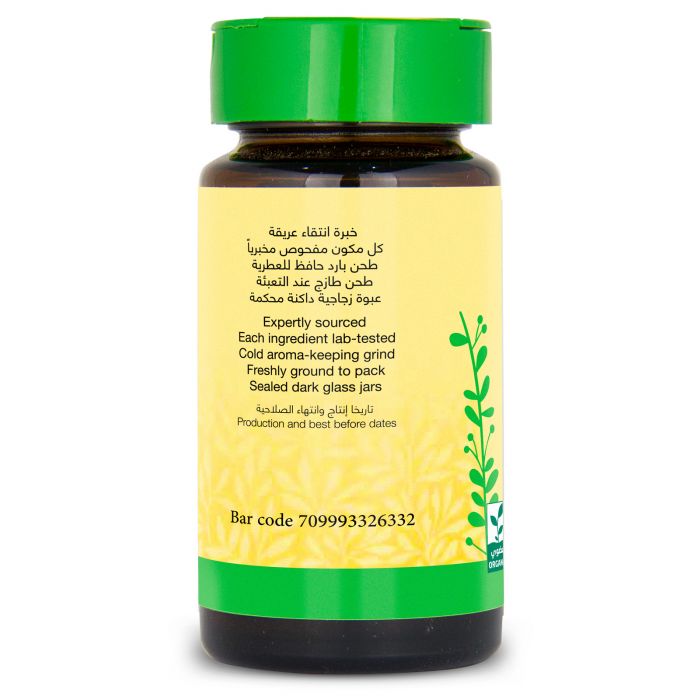 خبرة انتقاء عريقة
كل مكون مفحوص مخبرياً
طحن بارد حافظ للعطرية
طحن طازج عند التعبئة
عبوة زجاجية داكنة محكمة
Expertly sourced
Each ingredient lab-tested
Cold aroma-keeping grind
Freshly ground to pack
Sealed dark glass jars
تاريخا إنتاج وانتهاء الصلاحية
Production and best before dates
Bar code 709993326332